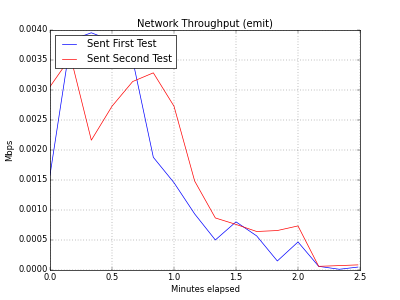 Network Throughput (emit)
0.0040
Sent First Test
Sent Second Test
0.0035
0.0030
0.0025
Mbps
0.0020
0.0015
0.0010
0.0005
0.0000
0.0 0.5 1.0 1.5 2.0 2.5
Minutes elapsed